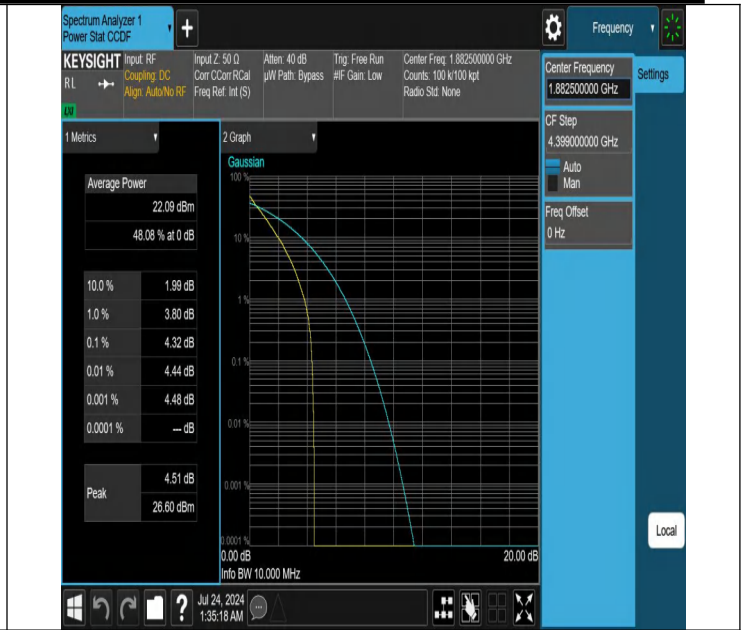 Spectrum Analyzer 1
Power Stat CCDF
+
Frequency
KEYSIGHT
RL
LXI
Input: RF
Coupling: DC
Align: Auto/No RF
Input Z: 50 Ω
Corr CCorr RCal
Freq Ref: Int (S)
Atten: 40 dB
µW Path: Bypass
Trig: Free Run
#IF Gain: Low
Center Freq: 1.882500000 GHz
Counts: 100 k/100 kpt
Radio Std: None
Center Frequency
1.882500000 GHz
Settings
CF Step
4.399000000 GHz
Auto
Man
Freq Offset
0 Hz
1 Metrics
Average Power
22.09 dBm
48.08 % at 0 dB
10.0 % 1.99 dB
1.0 % 3.80 dB
0.1 % 4.32 dB
0.01 % 4.44 dB
0.001 % 4.48 dB
0.0001 % --- dB
Peak 4.51 dB
26.60 dBm
2 Graph
Gaussian
100 %
10 %
1 %
0.1 %
0.01 %
0.001 %
0.0001 %
0.00 dB 20.00 dB
Info BW 10.000 MHz
Local
?
Jul 24, 2024
1:35:18 AM